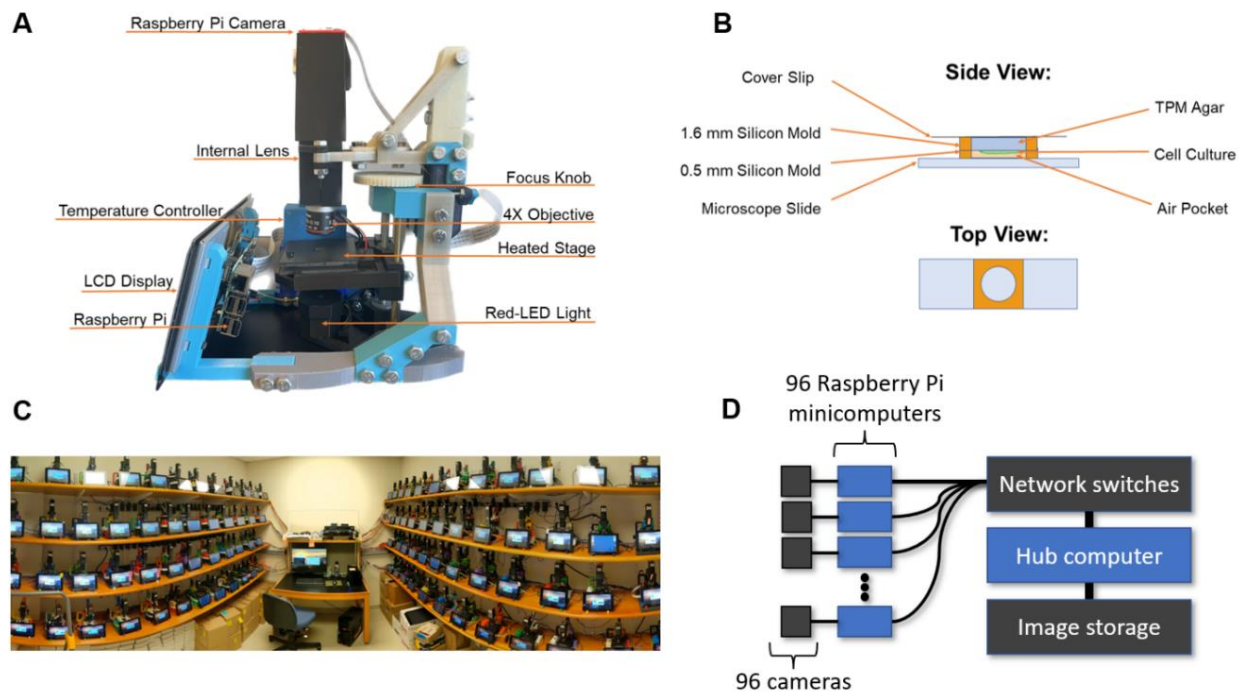 A
Raspberry Pi Camera
Internal Lens
Temperature Controller
LCD Display
Raspberry Pi
Focus Knob
4X Objective
Heated Stage
Red-LED Light
B
Side View:
Cover Slip
1.6 mm Silicon Mold
0.5 mm Silicon Mold
Microscope Slide
TPM Agar
Cell Culture
Air Pocket
Top View:
C
D
96 Raspberry Pi
minicomputers
Network switches
Hub computer
Image storage
96 cameras